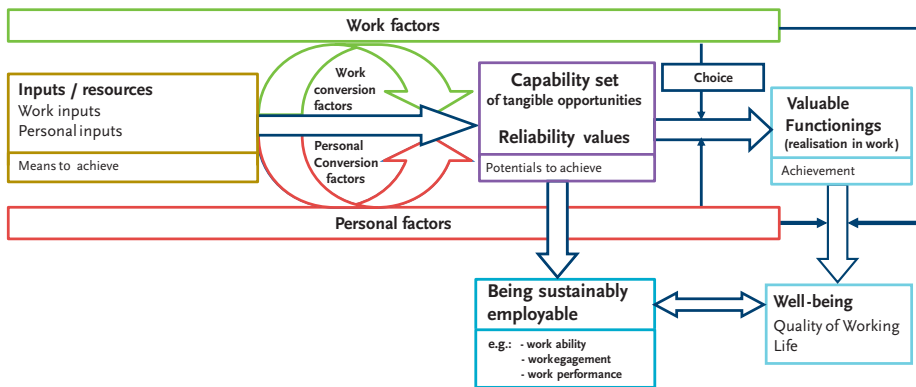 Work factors
Inputs / resources
Work inputs
Personal inputs
Means to achieve
Work
conversion
factors
Personal
Conversion
factors
Capability set
of tangible opportunities
Reliability values
Potentials to achieve
Choice
Valuable
Functionings
(realisation in work)
Achievement
Personal factors
Being sustainably
employable
e.g.: - work ability
- workegagement
- work performance
Well-being
Quality of Working
Life